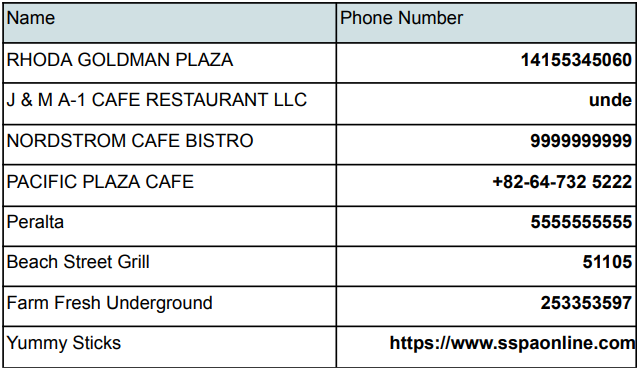 Name Phone Number
RHODA GOLDMAN PLAZA 14155345060
J & M A-1 CAFE RESTAURANT LLC unde
NORDSTROM CAFE BISTRO 9999999999
PACIFIC PLAZA CAFE +82-64-732 5222
Peralta 5555555555
Beach Street Grill 51105
Farm Fresh Underground 253353597
Yummy Sticks https://www.sspaonline.com